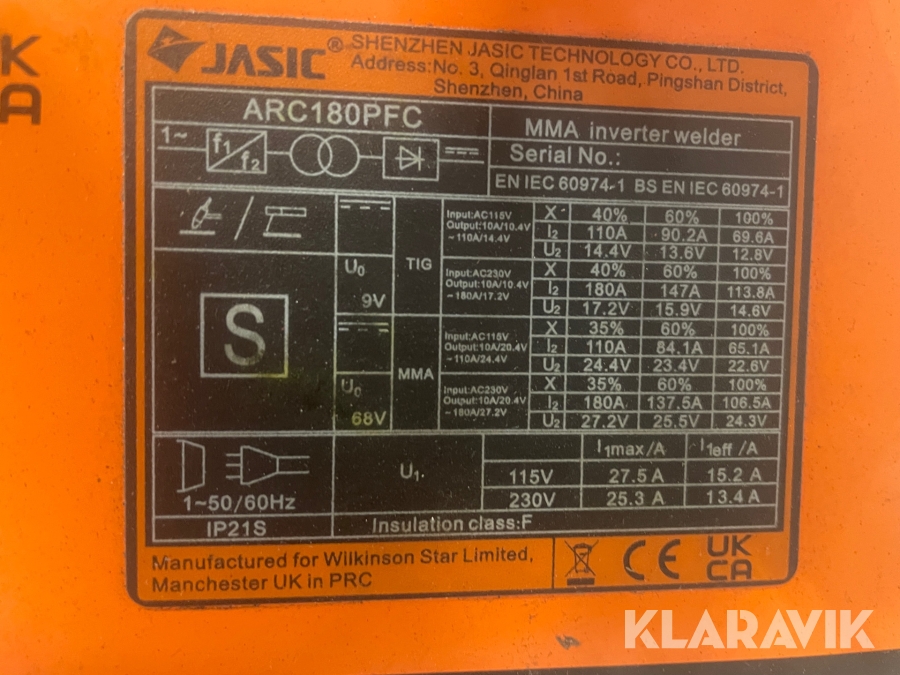 UK
CA
JASIC®
SHENZHEN JASIC TECHNOLOGY CO., LTD.
Address:No. 3, Qinglan 1st Road, Pingshan District,
Shenzhen, China
ARC180PFC
MMA inverter welder
1~
f1
f2
Serial No.:
EN IEC 60974-1 BS EN IEC 60974-1
S
U0
9V
TIG
Input:AC115V
Output:10A/10.4V
~110A/14.4V
X 40% 60% 100%
I2 110A 90.2A 69.6A
U2 14.4V 13.6V 12.8V
Input:AC230V
Output:10A/10.4V
~180A/17.2V
X 40% 60% 100%
I2 180A 147A 113.8A
U2 17.2V 15.9V 14.6V
U0
68V
MMA
Input:AC115V
Output:10A/20.4V
~110A/24.4V
X 35% 60% 100%
I2 110A 84.1A 65.1A
U2 24.4V 23.4V 22.6V
Input:AC230V
Output:10A/20.4V
~180A/27.2V
X 35% 60% 100%
I2 180A 137.5A 106.5A
U2 27.2V 25.5V 24.3V
1~50/60Hz
U1.
I1max /A I1eff /A
115V 27.5 A 15.2 A
230V 25.3 A 13.4 A
IP21S
Insulation class:F
Manufactured for Wilkinson Star Limited,
Manchester UK in PRC
CE
UK
CA
KLARAVIK